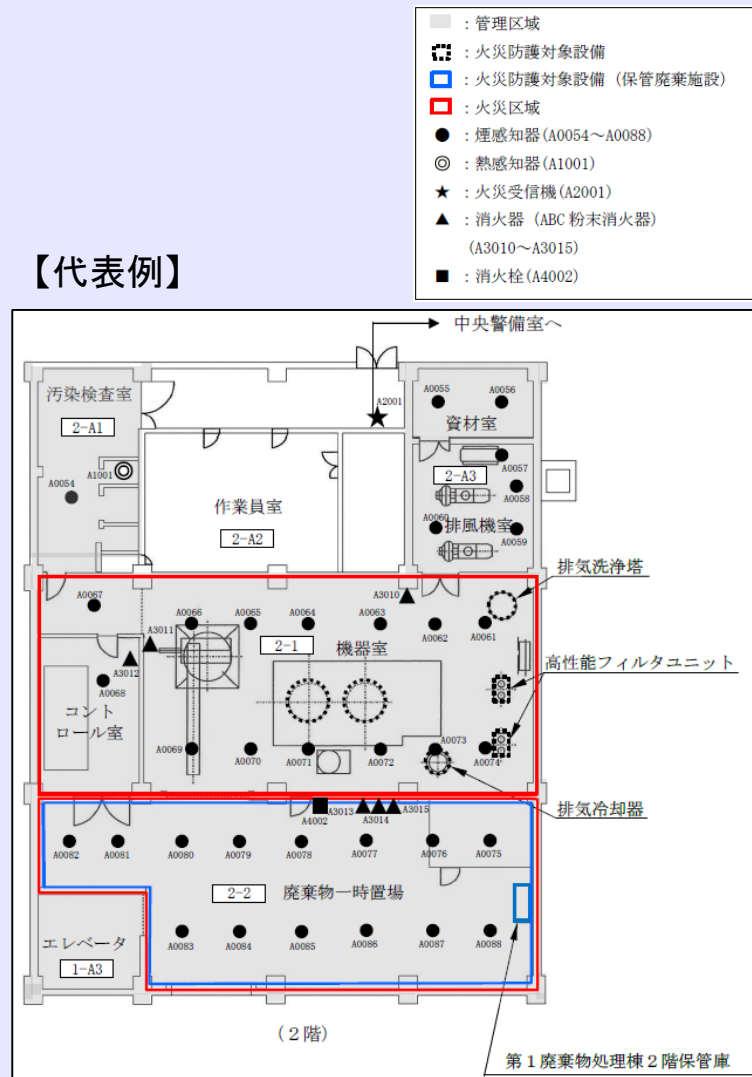 ：管理区域
：火災防護対象設備
：火災防護対象設備（保管廃棄施設）
：火災区域
● ：煙感知器(A0054～A0088)
◎ ：熱感知器(A1001)
★ ：火災受信機(A2001)
▲ ：消火器（ABC 粉末消火器）
(A3010～A3015)
■ ：消火栓(A4002)
【代表例】
中央警備室へ
汚染検査室
2-A1
A1001
A0054
A2001
作業員室
2-A2
A0055
A0056
資材室
A0057
2-A3
A0058
A0060
排風機室
A0059
排気洗浄塔
A0067
A3010
A0066
A0065
A0064
A0063
A0062
A0061
A3011
2-1
機器室
A3012
高性能フィルタユニット
A0068
コント
ロール室
A0069
A0070
A0071
A0072
A0073
A0074
排気冷却器
A4002
A3013
A3014
A3015
A0082
A0081
A0080
A0079
A0078
A0077
A0076
A0075
2-2
廃棄物一時置場
エレベータ
1-A3
A0083
A0084
A0085
A0086
A0087
A0088
（２階）
第１廃棄物処理棟２階保管庫